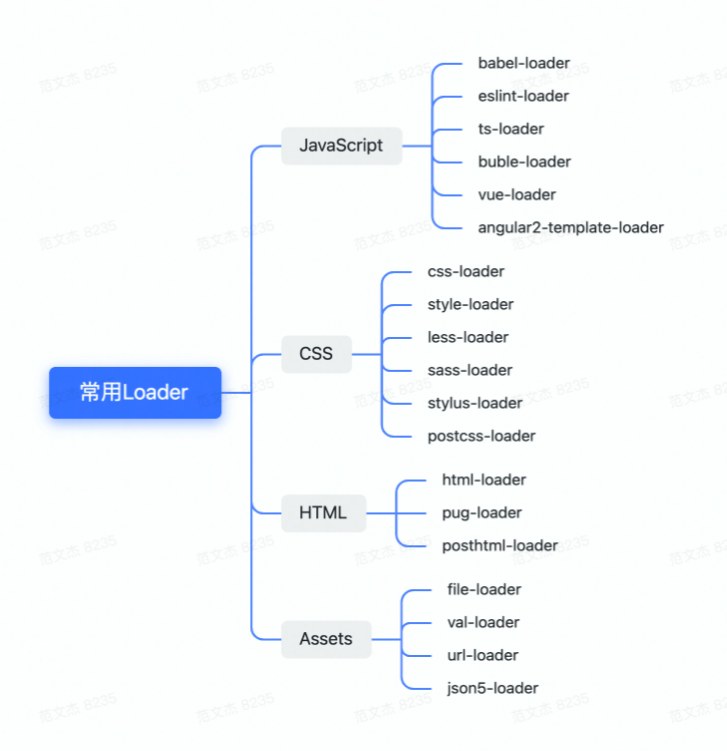 常用Loader
JavaScript
babel-loader
eslint-loader
ts-loader
buble-loader
vue-loader
angular2-template-loader
CSS
css-loader
style-loader
less-loader
sass-loader
stylus-loader
postcss-loader
HTML
html-loader
pug-loader
posthtml-loader
Assets
file-loader
val-loader
url-loader
json5-loader
范文杰 8235